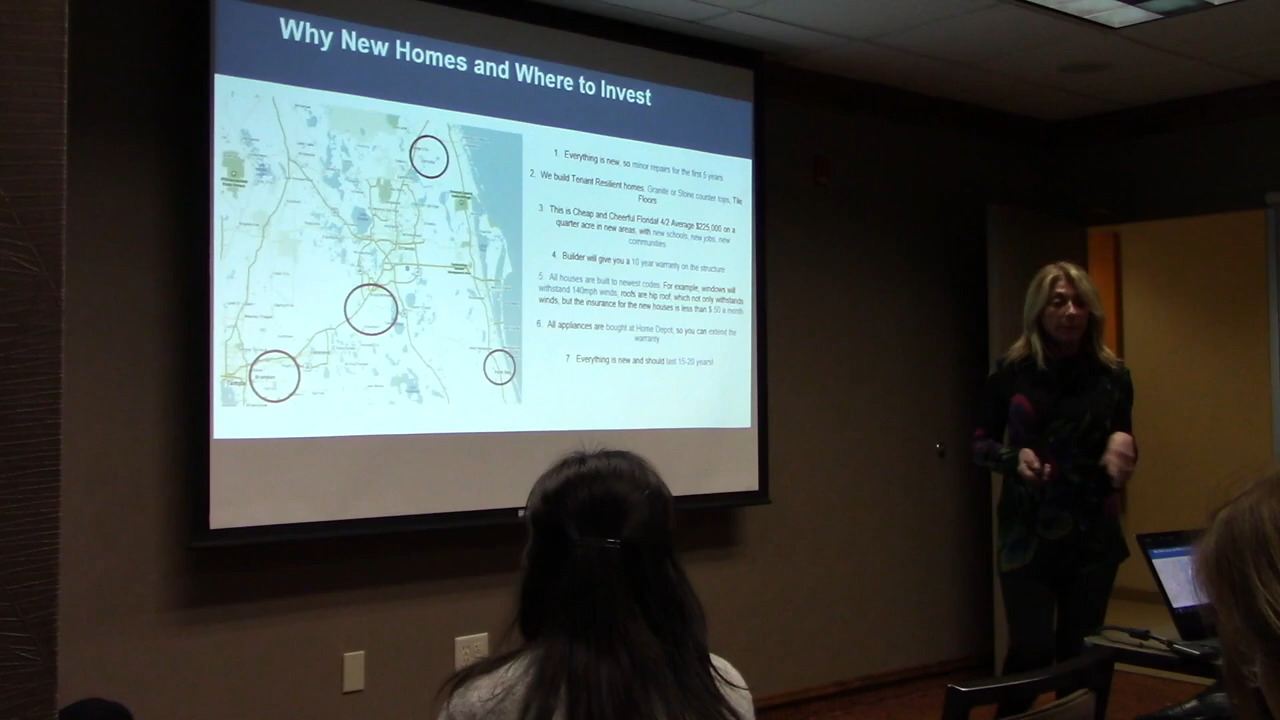 Why New Homes and Where to Invest
1. Everything is new, so minor repairs for the first 5 years
2. We build Tenant Resilient homes, Granite or Stone counter tops, Tile
Floors
3. This is Cheap and Cheerful Florida! 4/2 Average $225,000 on a
quarter acre in new areas, with new schools, new jobs, new
communities
4. Builder will give you a 10 year warranty on the structure
5. All houses are built to newest codes. For example, windows will
withstand 140mph winds, roofs are hip roof, which not only withstands
winds, but the insurance for the new houses is less than $ 50 a month
6. All appliances are bought at Home Depot, so you can extend the
warranty
7 Everything is new and should last 15-20 years!
Tampa
Brandon